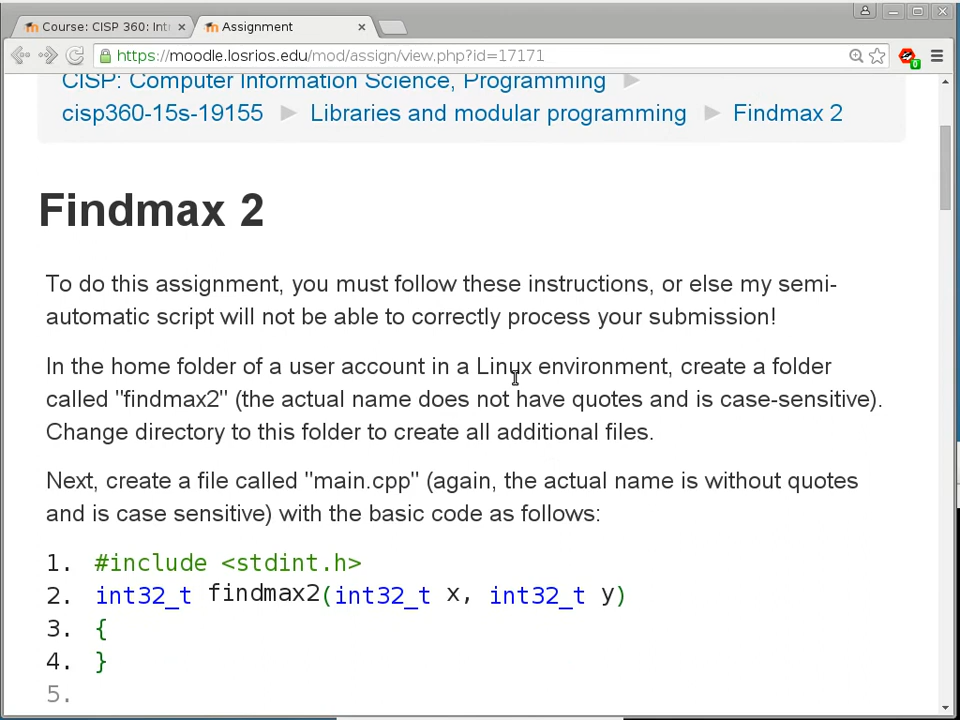 Course: CISP 360: Int
Assignment
https://moodle.losrios.edu/mod/assign/view.php?id=17171
0
CISP: Computer Information Science, Programming
cisp360-15s-19155 Libraries and modular programming Findmax 2
Findmax 2
To do this assignment, you must follow these instructions, or else my semi-
automatic script will not be able to correctly process your submission!
In the home folder of a user account in a Linux environment, create a folder
called "findmax2" (the actual name does not have quotes and is case-sensitive).
Change directory to this folder to create all additional files.
Next, create a file called "main.cpp" (again, the actual name is without quotes
and is case sensitive) with the basic code as follows:
1. #include <stdint.h>
2. int32_t findmax2(int32_t x, int32_t y)
3. {
4. }
5.